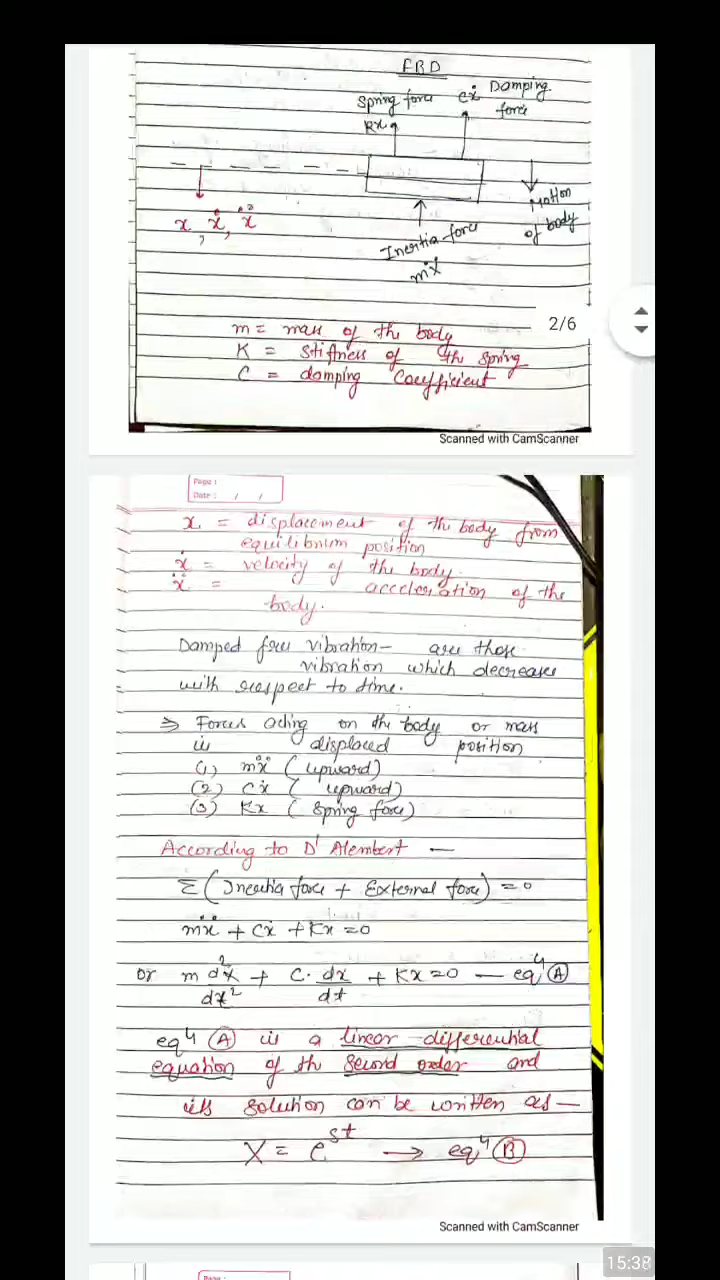 FBD
Spring force
Kx
cẋ Damping
force
x, ẋ, ẍ
Motion
of body
Inertia force
mẍ
m = mass of the body
K = stiffness of the spring
C = damping coefficient
2/6
Scanned with CamScanner
Page :
Date : / /
x = displacement of the body from
equilibrium position
ẋ = velocity of the body
ẍ = acceleration of the
body.
Damped free vibration- are those
vibration which decreases
with respect to time.
⇒ Forces acting on the body or mass
is displaced position
(1) mẍ (upward)
(2) Cẋ (upward)
(3) Kx (Spring force)
According to D' Alembert —
Σ (Inertia force + External force) = 0
mẍ + Cẋ + Kx = 0
or m d²x/dt² + C. dx/dt + Kx = 0 — eqⁿ (A)
eqⁿ (A) is a linear differential
equation of the second order and
its solution can be written as —
X = e^st → eqⁿ (B)
Scanned with CamScanner
Page :
15:38